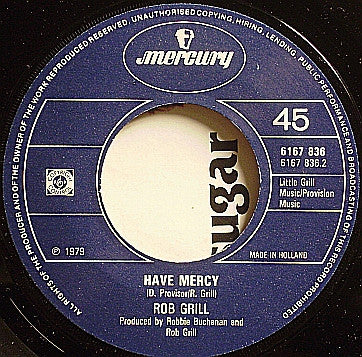 ALL RIGHTS OF THE PRODUCER AND OF THE OWNER OF THE WORK REPRODUCED RESERVED. UNAUTHORISED COPYING, HIRING, LENDING, PUBLIC PERFORMANCE AND BROADCASTING OF THIS RECORD PROHIBITED
mercury
45
6167 836
6167 836.2
Little Grill
Music/Provision
Music
sugar
℗ 1979
MADE IN HOLLAND
HAVE MERCY
(D. Provisor/R. Grill)
ROB GRILL
Produced by Robbie Buchanan and
Rob Grill